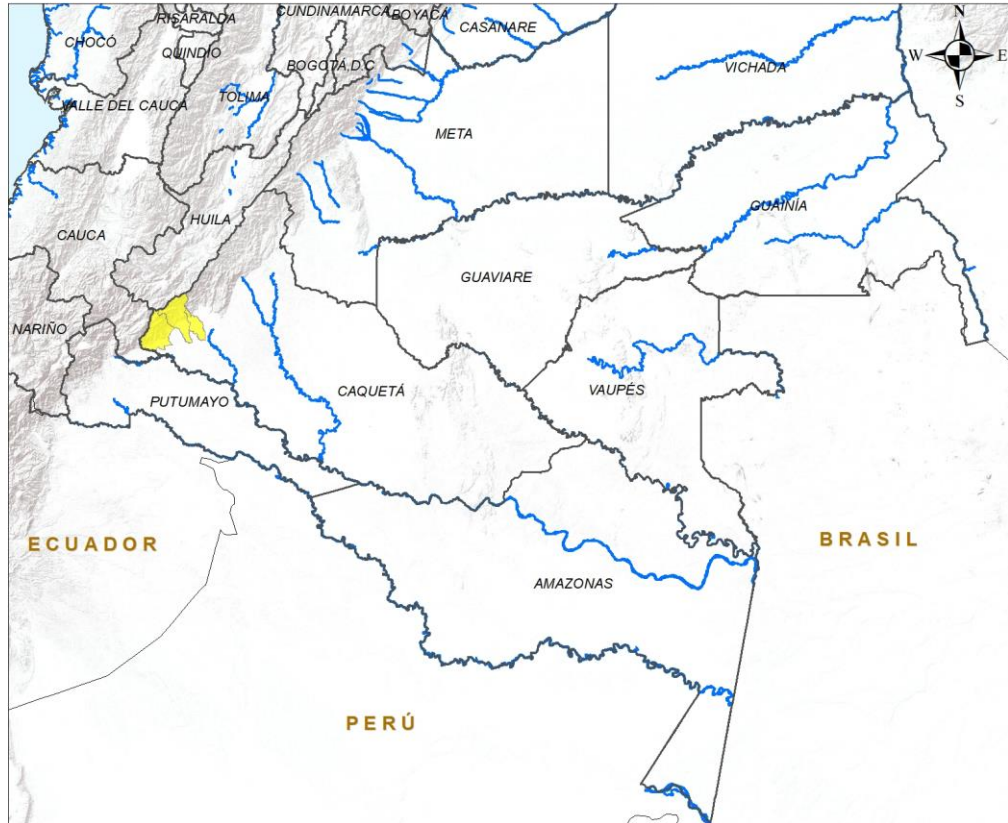 CUNDINAMARCA
RISARALDA
BOYACÁ
N
CASANARE
CHOCÓ
QUINDÍO
W
E
BOGOTÁ D.C
VICHADA
TOLIMA
S
VALLE DEL CAUCA
META
GUAINÍA
HUILA
CAUCA
GUAVIARE
NARIÑO
CAQUETÁ
VAUPÉS
PUTUMAYO
ECUADOR
BRASIL
AMAZONAS
PERÚ